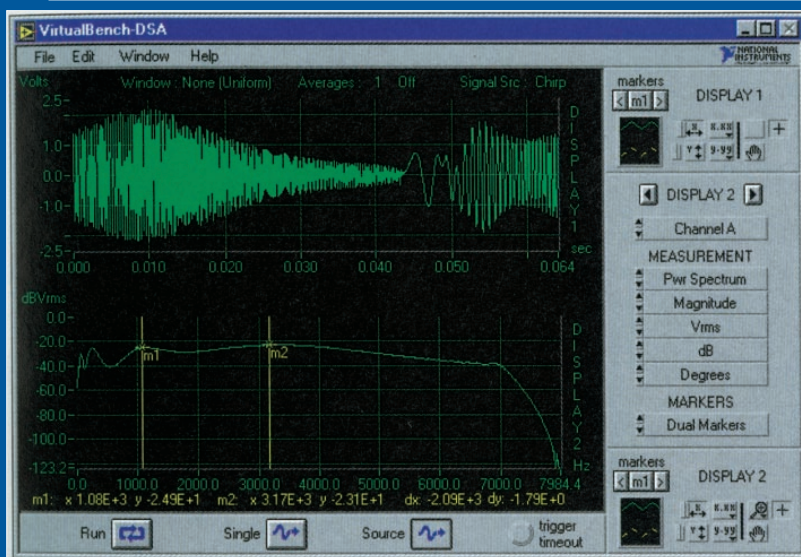 VirtualBench-DSA
File Edit Window Help
NATIONAL INSTRUMENTS
Volts Window : None (Uniform) Averages : 1 Off Signal Src : Chirp
2.5
1.0
0.0
-1.0
-2.5
DISPLAY 1
sec
0.000 0.010 0.020 0.030 0.040 0.050 0.064
dBVrms
0.0
-20.0
-40.0
-60.0
-80.0
-100.0
-123.2
m1 m2
DISPLAY 2
Hz
0.0 1000.0 2000.0 3000.0 4000.0 5000.0 6000.0 7000.0 7984.4
m1: x 1.08E+3 y -2.49E+1 m2: x 3.17E+3 y -2.31E+1 dx: -2.09E+3 dy: -1.79E+0
Run Single Source trigger timeout
markers
< m1 > DISPLAY 1
X X.XX +
Y Y.YY
DISPLAY 2
Channel A
MEASUREMENT
Pwr Spectrum
Magnitude
Vrms
dB
Degrees
MARKERS
Dual Markers
markers
< m1 > DISPLAY 2
X X.XX +
Y Y.YY